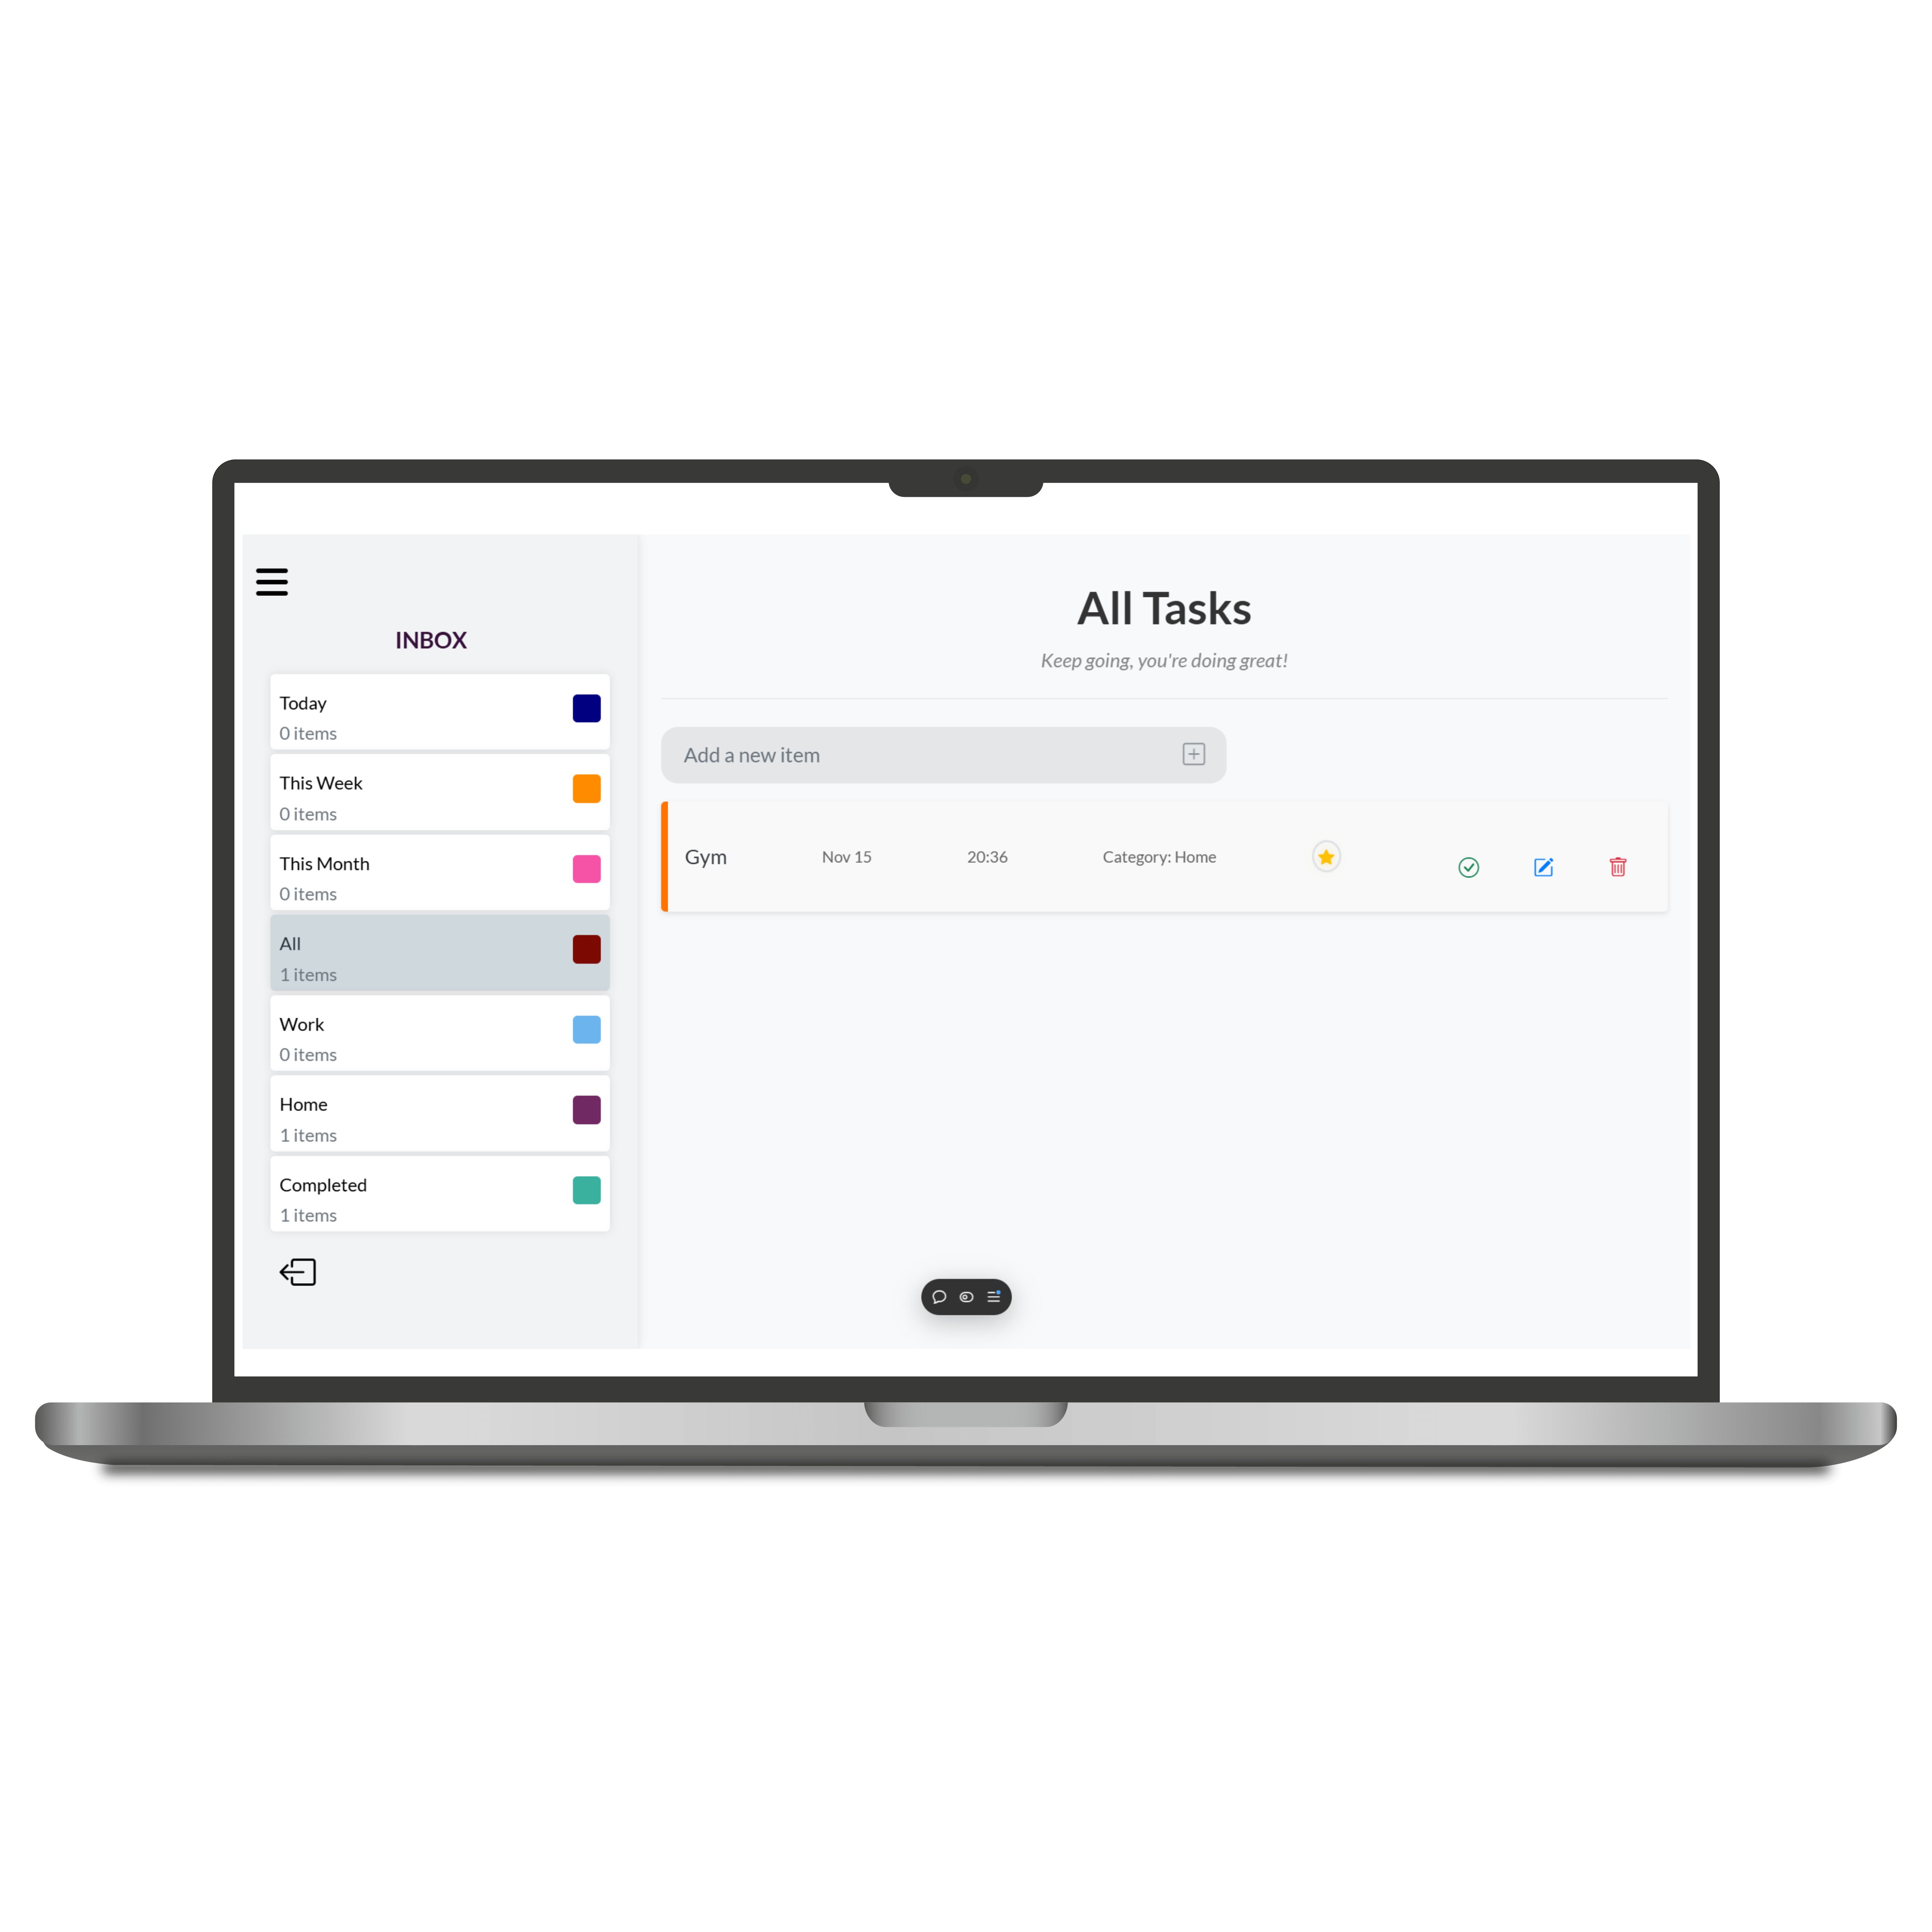 INBOX
Today
0 items
This Week
0 items
This Month
0 items
All
1 items
Work
0 items
Home
1 items
Completed
1 items
All Tasks
Keep going, you're doing great!
Add a new item
Gym Nov 15 20:36 Category: Home